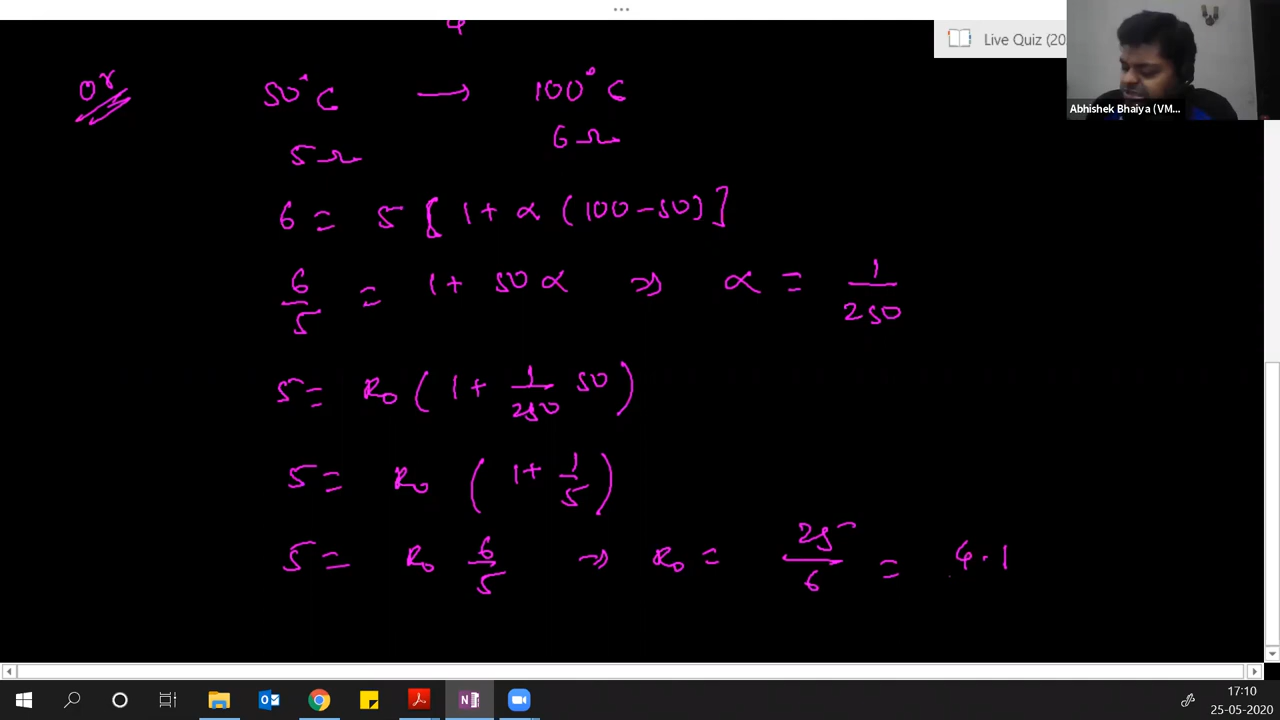 4
Live Quiz (20
Abhishek Bhaiya (VM...
or
50°C → 100°C
5Ω 6Ω
6 = 5 [ 1 + α (100-50) ]
6/5 = 1 + 50 α ⇒ α = 1/250
5 = R₀ ( 1 + 1/250 50 )
5 = R₀ ( 1 + 1/5 )
5 = R₀ 6/5 ⇒ R₀ = 25/6 = 4.1
17:10
25-05-2020